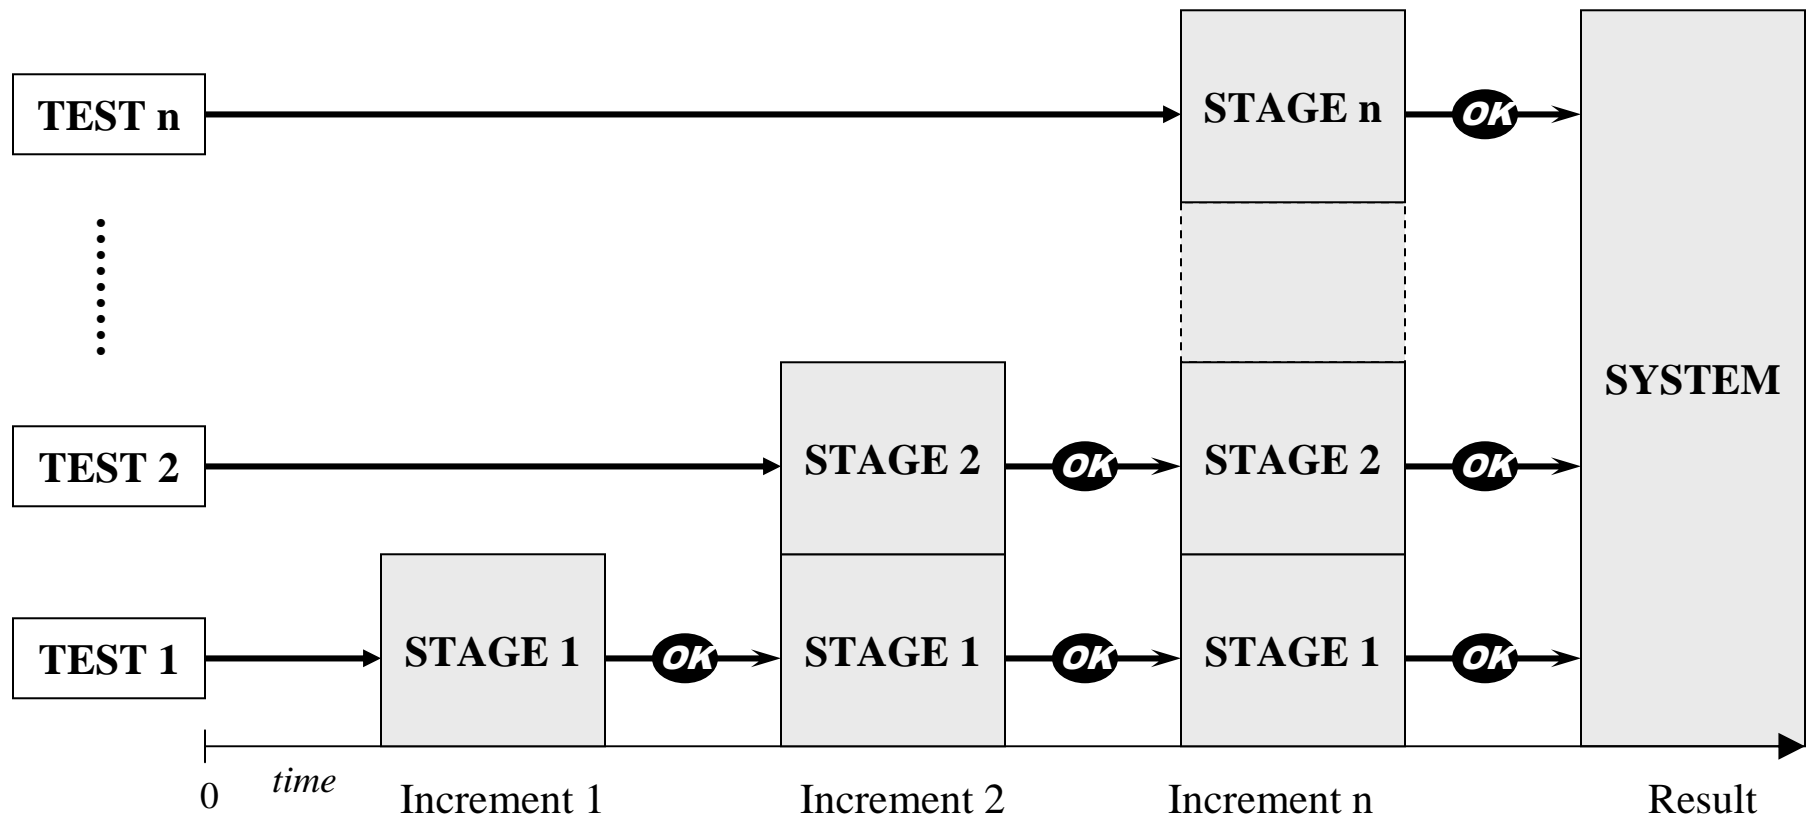 TEST n
STAGE n
OK
SYSTEM
TEST 2
STAGE 2
OK
STAGE 2
OK
TEST 1
STAGE 1
OK
STAGE 1
OK
STAGE 1
OK
0
time
Increment 1
Increment 2
Increment n
Result